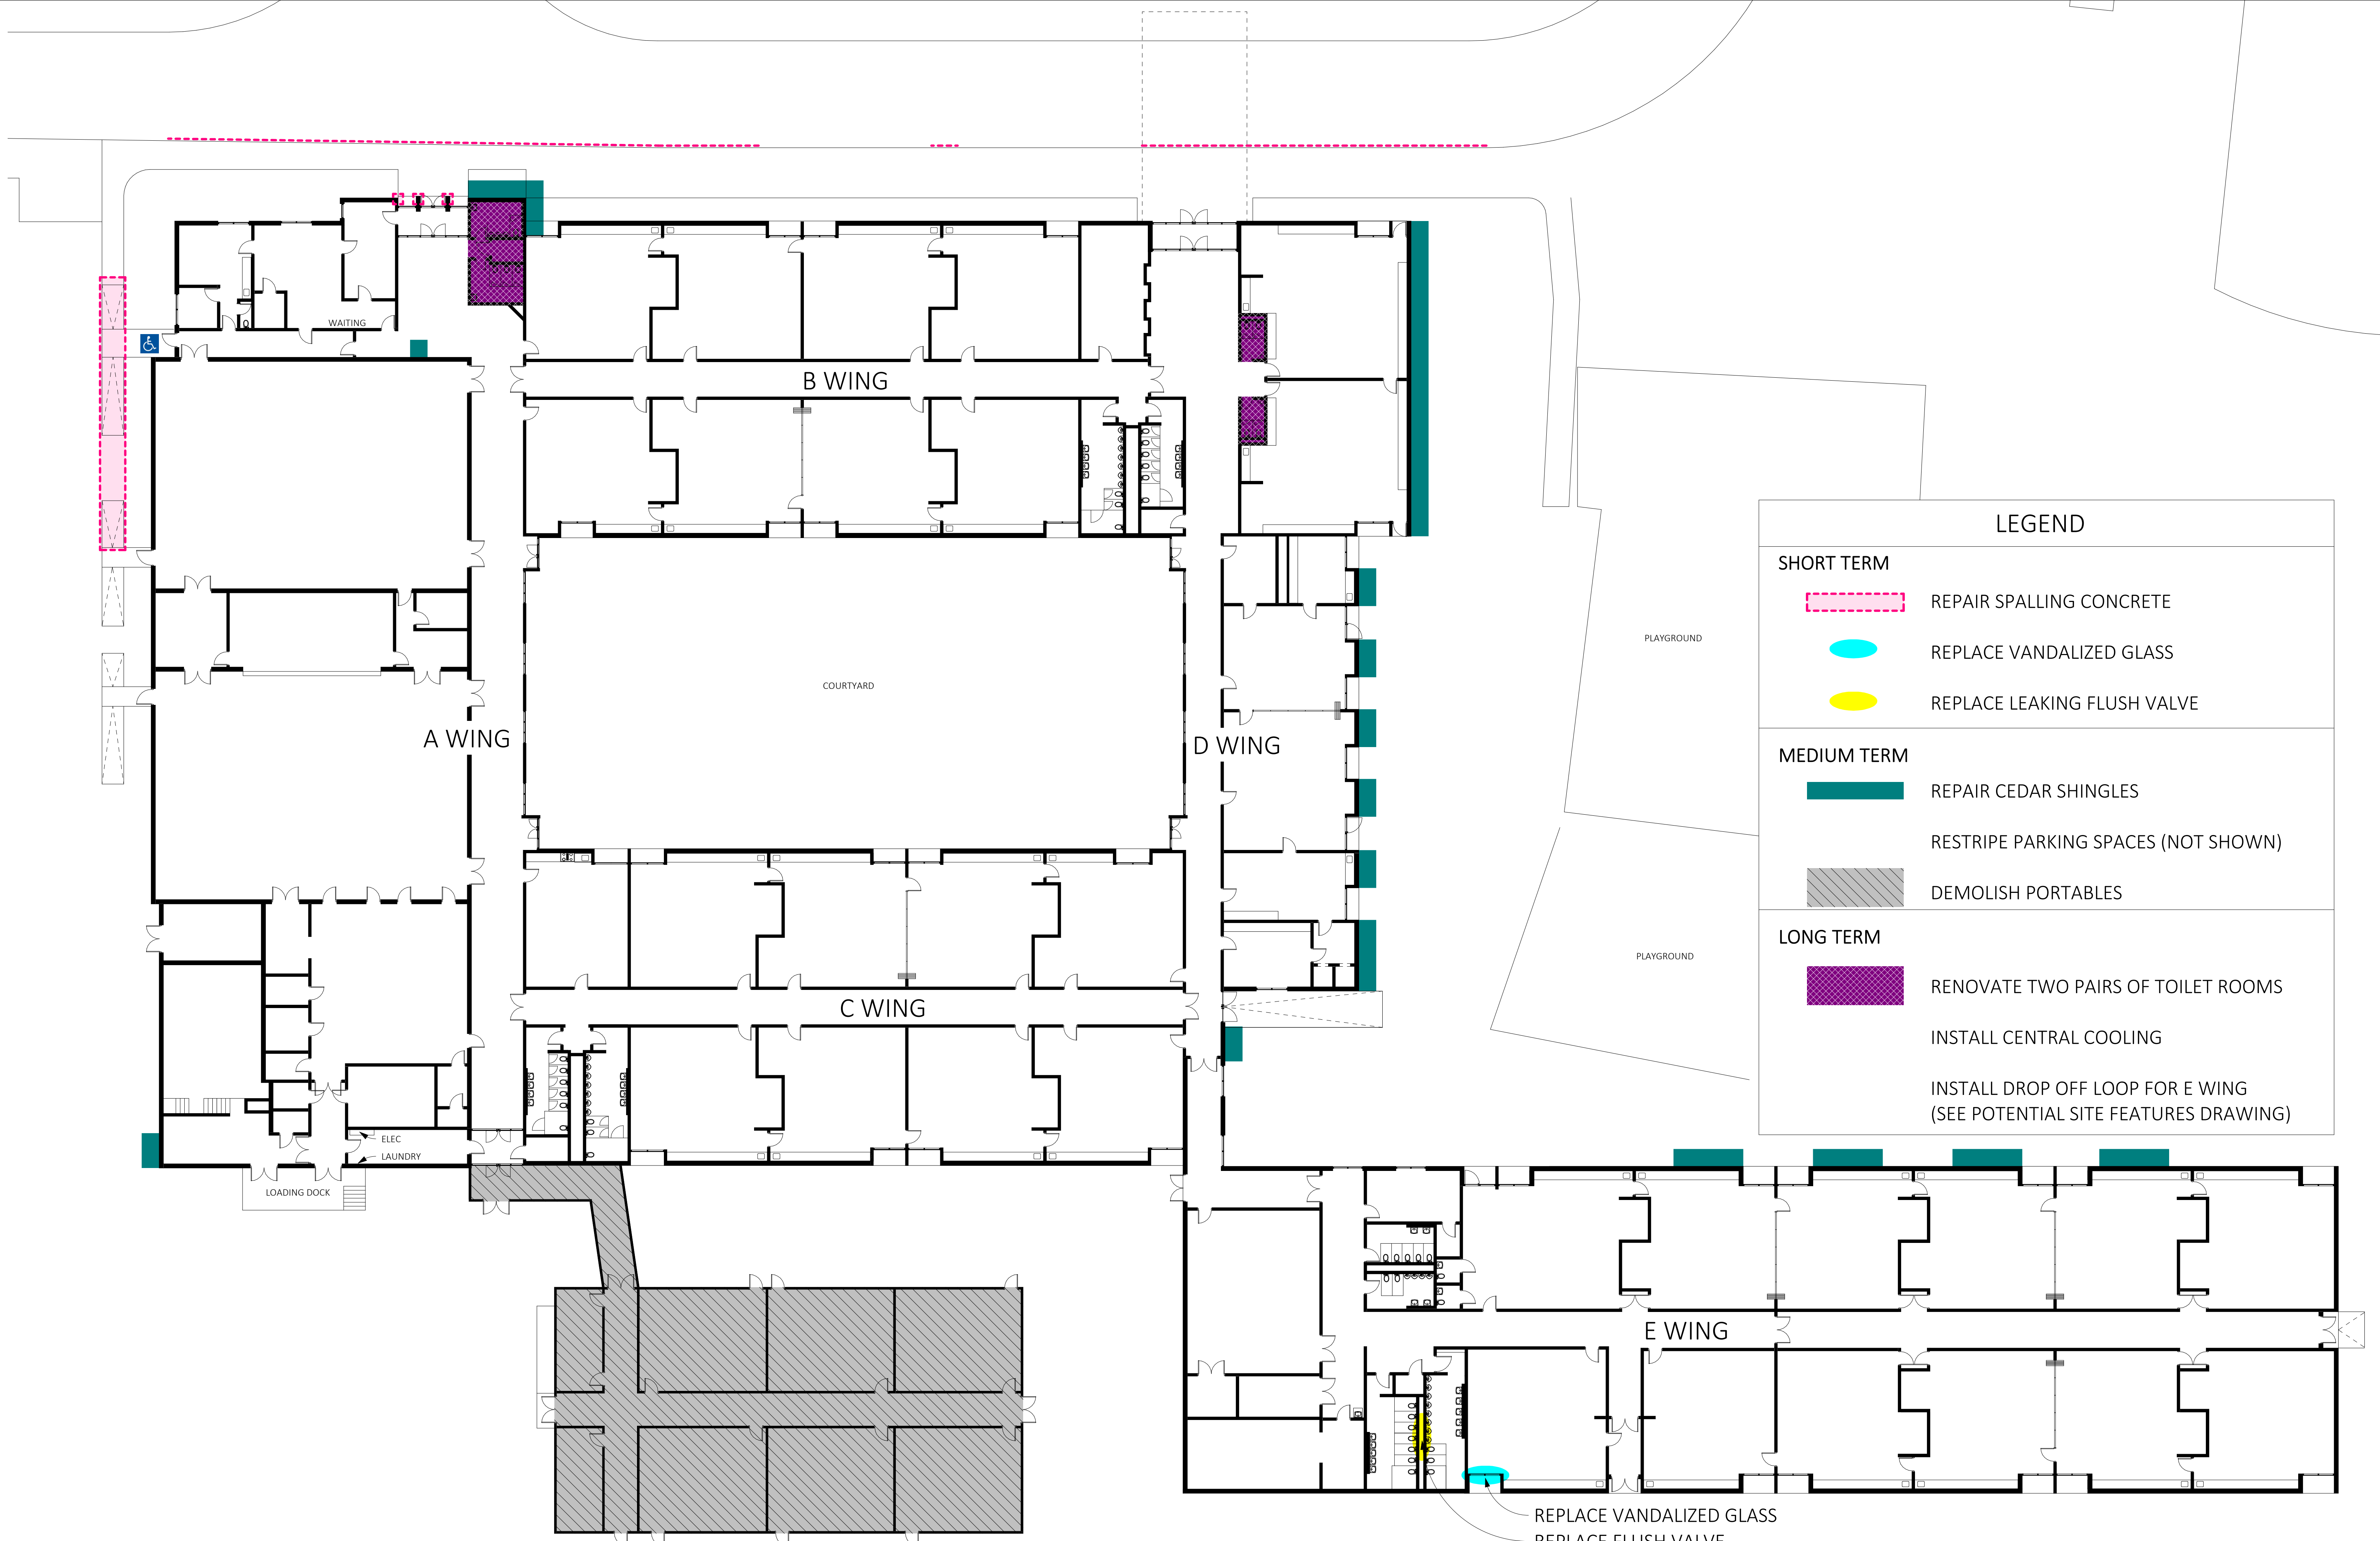 WAITING
B WING
COURTYARD
A WING
D WING
C WING
ELEC
LAUNDRY
LOADING DOCK
PLAYGROUND
PLAYGROUND
E WING
REPLACE VANDALIZED GLASS
REPLACE FLUSH VALVE
LEGEND
SHORT TERM
REPAIR SPALLING CONCRETE
REPLACE VANDALIZED GLASS
REPLACE LEAKING FLUSH VALVE
MEDIUM TERM
REPAIR CEDAR SHINGLES
RESTRIPE PARKING SPACES (NOT SHOWN)
DEMOLISH PORTABLES
LONG TERM
RENOVATE TWO PAIRS OF TOILET ROOMS
INSTALL CENTRAL COOLING
INSTALL DROP OFF LOOP FOR E WING
(SEE POTENTIAL SITE FEATURES DRAWING)